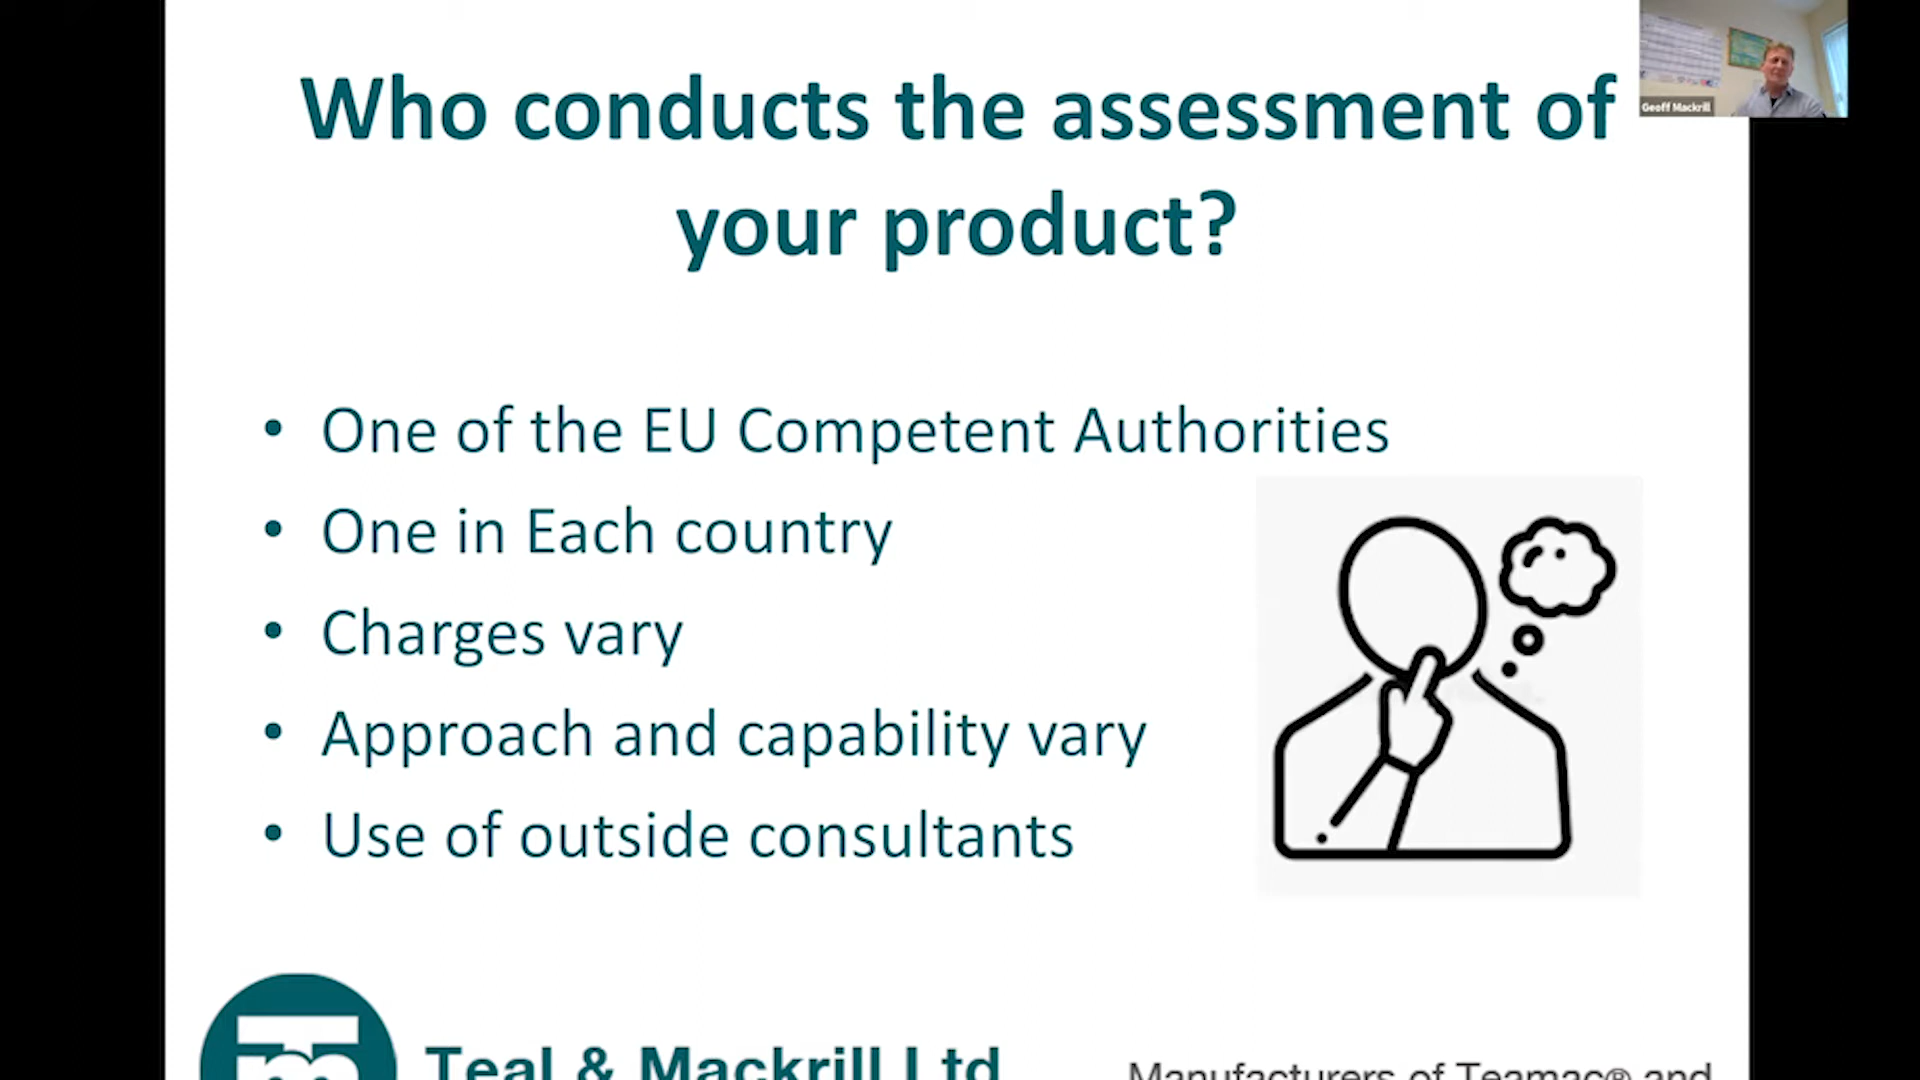 Who conducts the assessment of
your product?
Geoff Mackrill
• One of the EU Competent Authorities
• One in Each country
• Charges vary
• Approach and capability vary
• Use of outside consultants
tm
Teal & Mackrill Ltd
Manufacturers of Teamac® and